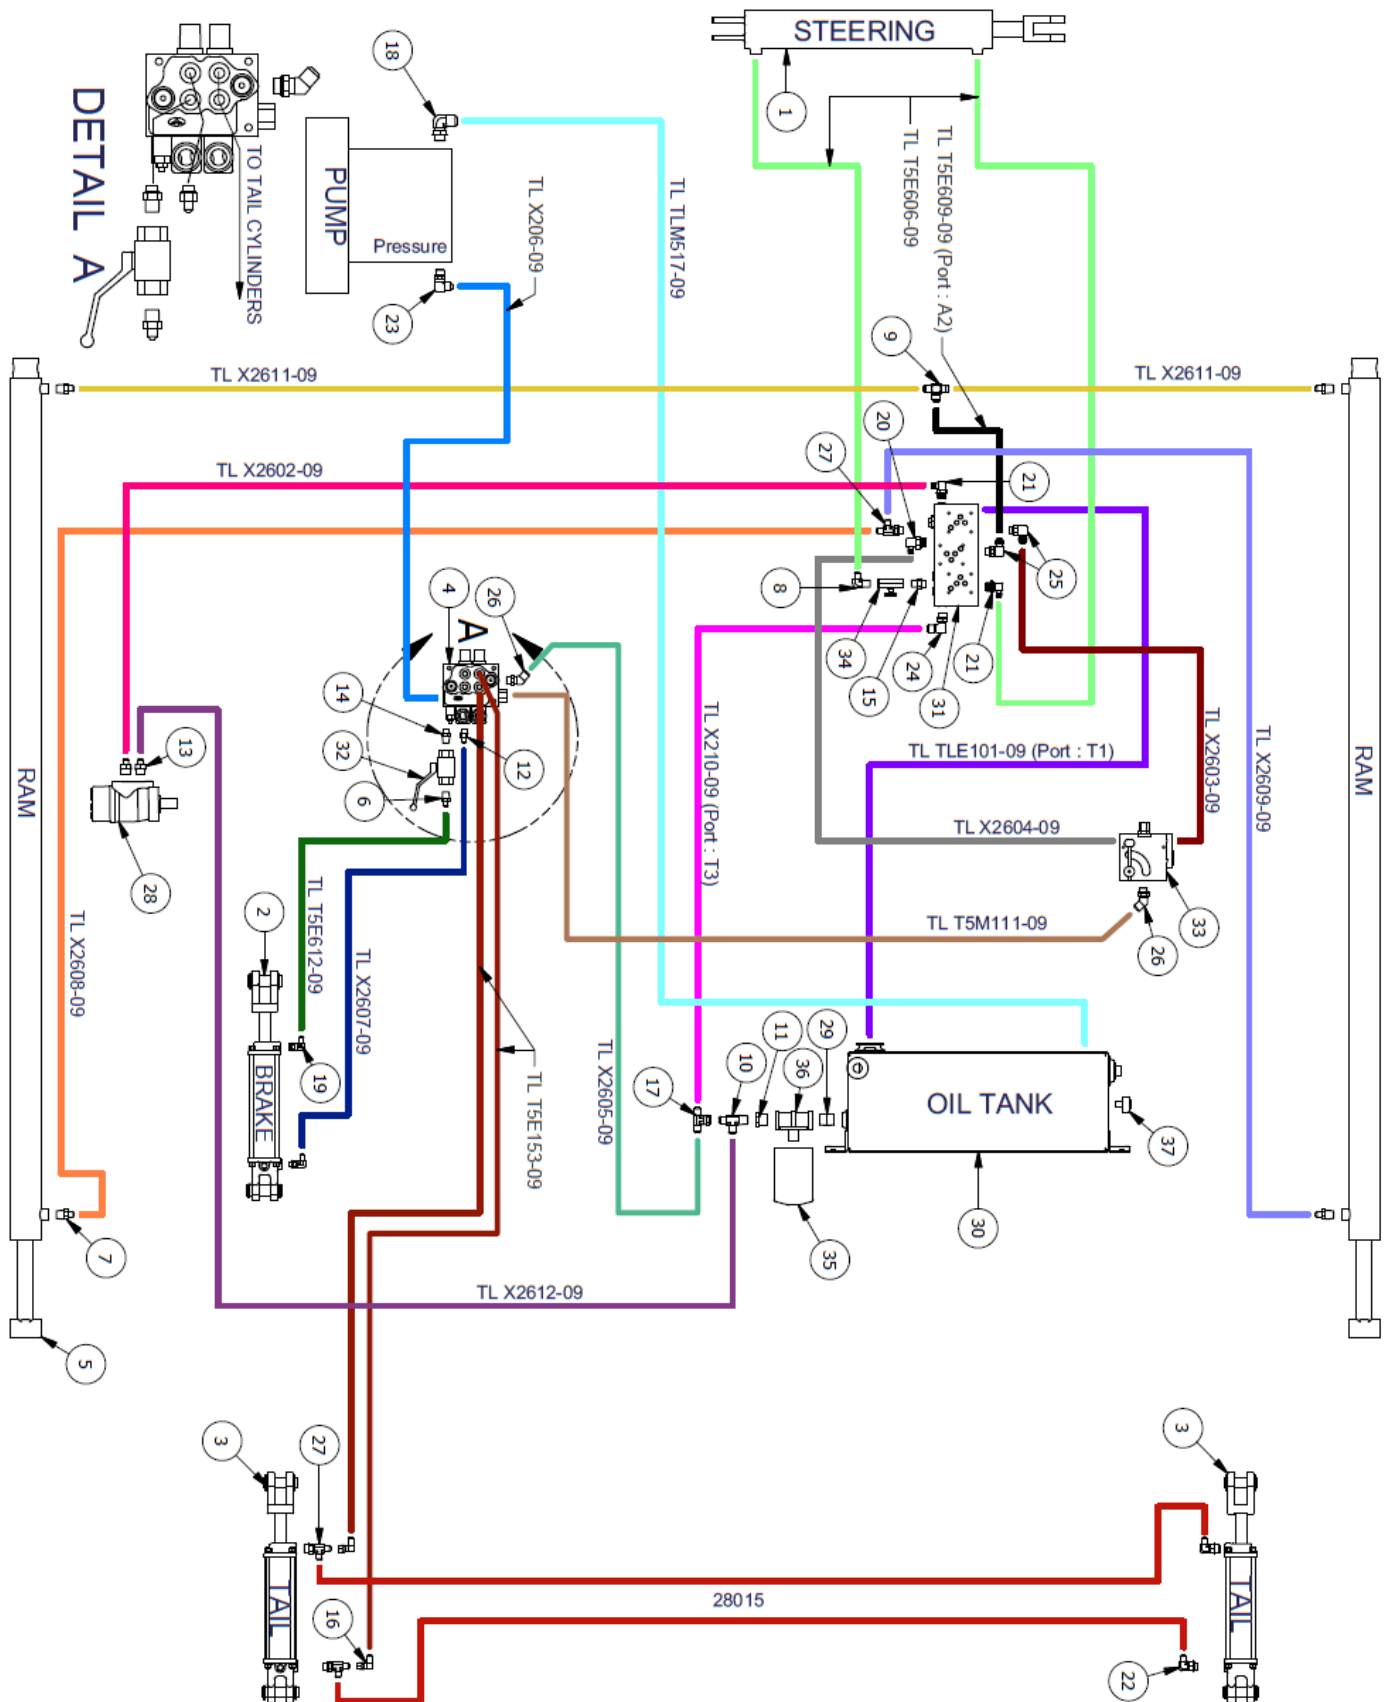 STEERING
1
18
DETAIL A
TO TAIL CYLINDERS
PUMP
Pressure
23
TL X206-09
TL TLM517-09
TL T5E606-09
TL T5E609-09 (Port : A2)
9
TL X2611-09
TL X2611-09
20
27
TL X2602-09
21
25
8
34
15
24
21
31
4
26
A
14
32
12
6
13
28
RAM
RAM
TL X210-09 (Port : T3)
TL TLE101-09 (Port : T1)
TL X2603-09
TL X2609-09
TL X2604-09
33
26
TL T5M111-09
TL X2608-09
2
TL T5E612-09
TL X2607-09
BRAKE
19
TL T5E153-09
TL X2605-09
17
10
11
36
29
OIL TANK
37
30
35
7
5
TL X2612-09
3
27
TAIL
16
28015
3
TAIL
22